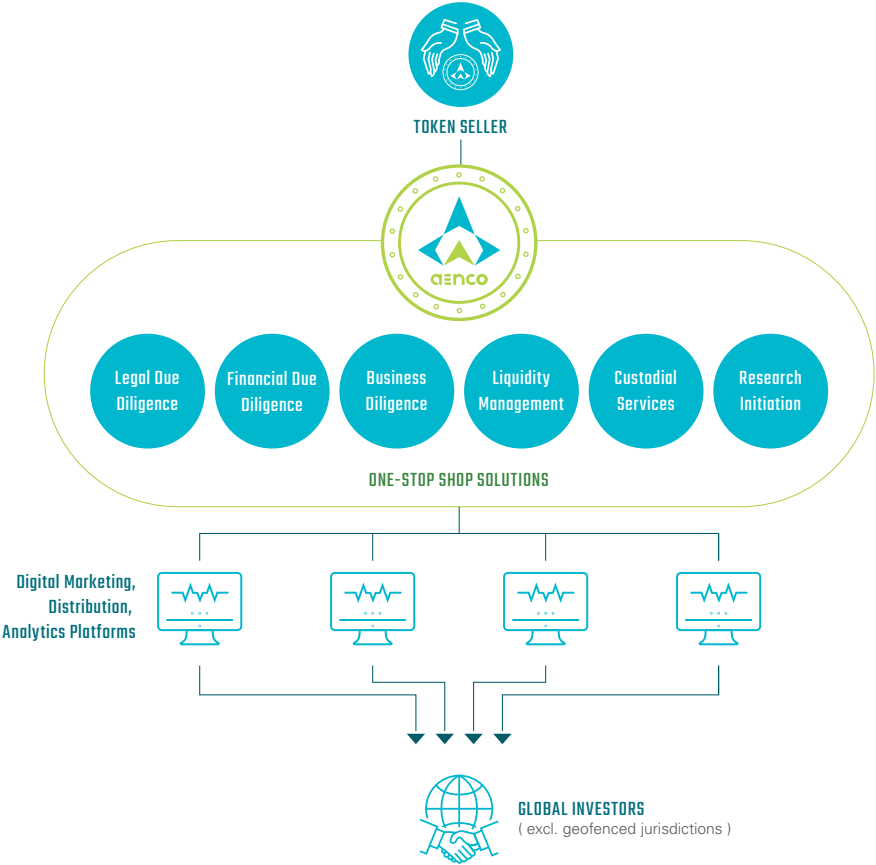 TOKEN SELLER
aenco
Legal Due
Diligence
Financial Due
Diligence
Business
Diligence
Liquidity
Management
Custodial
Services
Research
Initiation
ONE-STOP SHOP SOLUTIONS
Digital Marketing,
Distribution,
Analytics Platforms
GLOBAL INVESTORS
( excl. geofenced jurisdictions )